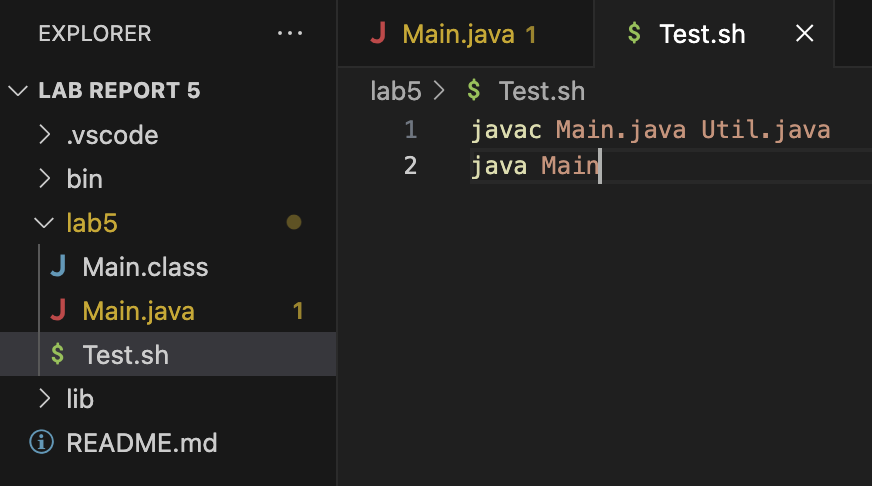 EXPLORER ...
LAB REPORT 5
.vscode
bin
lab5
J Main.class
J Main.java 1
$ Test.sh
lib
README.md
J Main.java 1 $ Test.sh
lab5 > $ Test.sh
1 javac Main.java Util.java
2 java Main